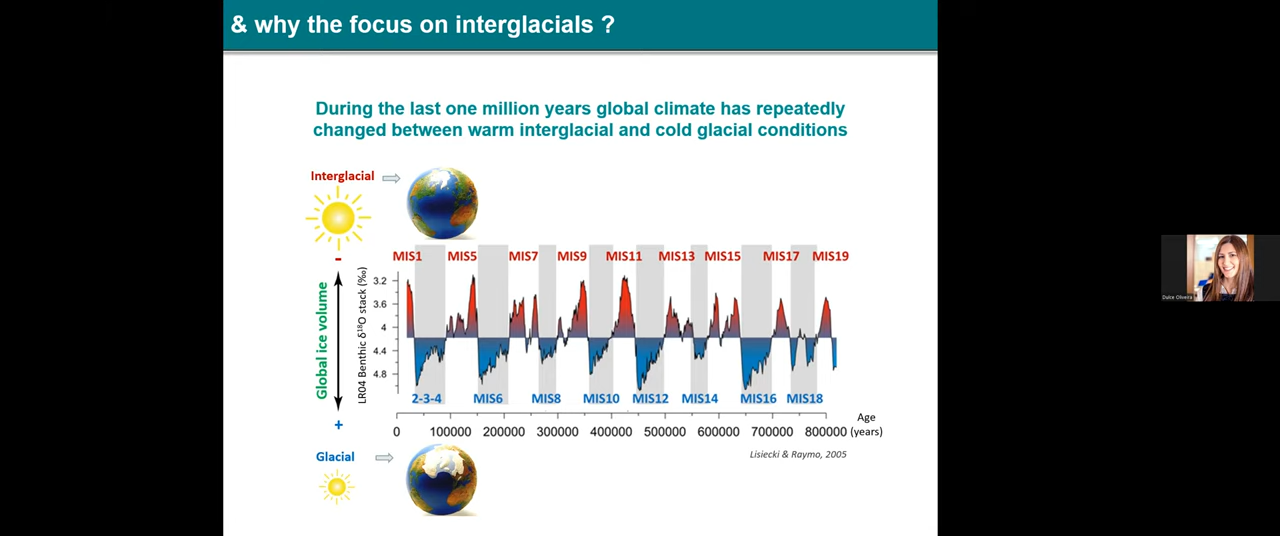 & why the focus on interglacials ?
During the last one million years global climate has repeatedly
changed between warm interglacial and cold glacial conditions
Interglacial
-
MIS1 MIS5 MIS7 MIS9 MIS11 MIS13 MIS15 MIS17 MIS19
Global ice volume
LR04 Benthic δ18O stack (‰)
3.2
3.6
4
4.4
4.8
2-3-4 MIS6 MIS8 MIS10 MIS12 MIS14 MIS16 MIS18
+
0 100000 200000 300000 400000 500000 600000 700000 800000
Age
(years)
Glacial
Lisiecki & Raymo, 2005
Dulce Oliveira